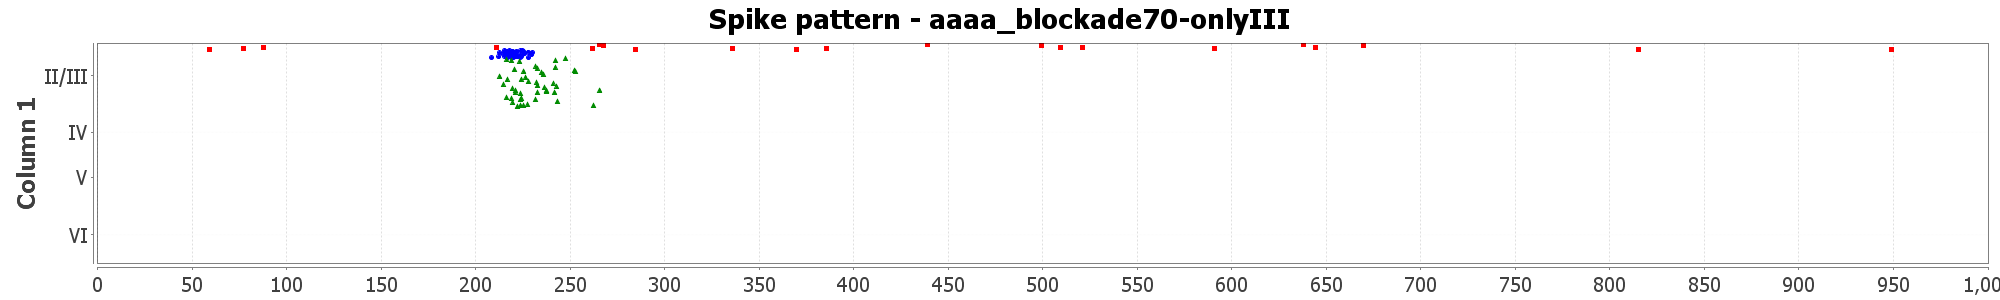 Spike pattern - aaaa_blockade70-onlyIII
Column 1
II/III
IV
V
VI
0 50 100 150 200 250 300 350 400 450 500 550 600 650 700 750 800 850 900 950 1,00